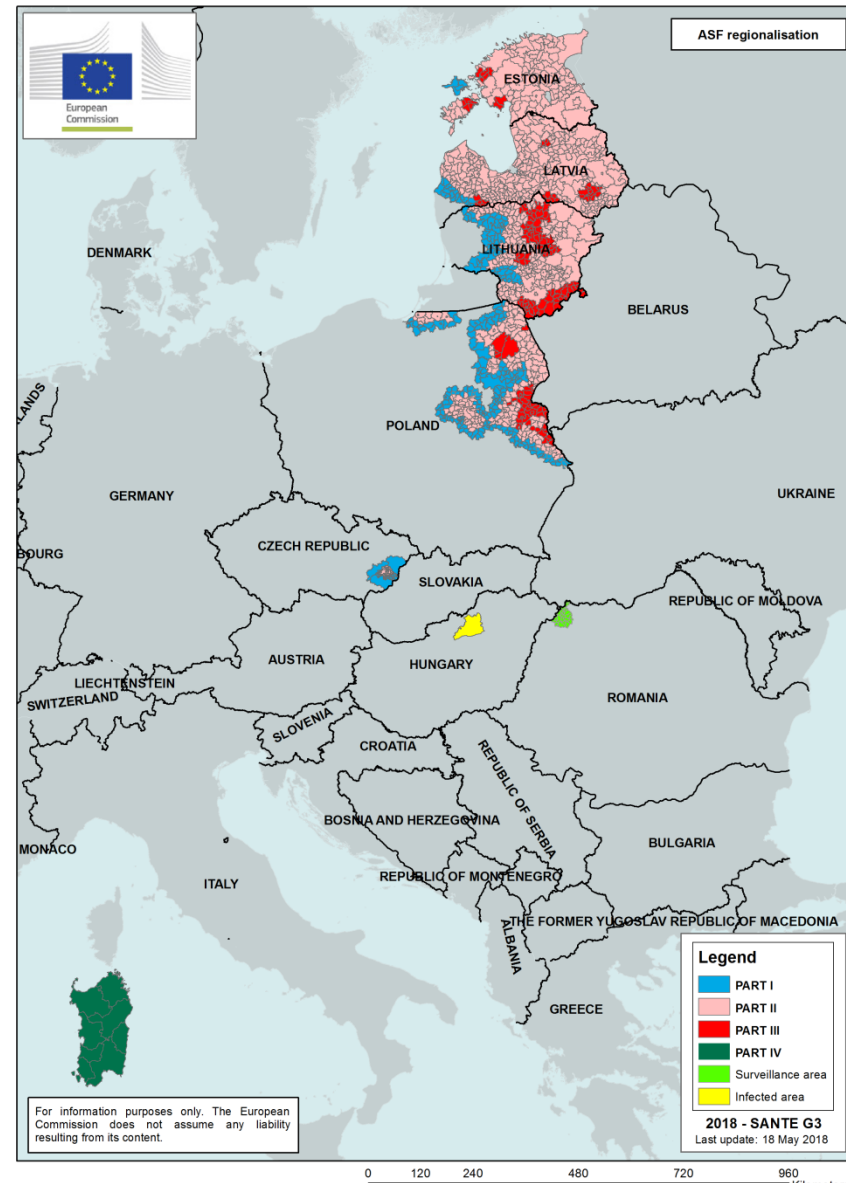 European
Commission
ASF regionalisation
ESTONIA
LATVIA
DENMARK
LITHUANIA
BELARUS
POLAND
UKRAINE
GERMANY
CZECH REPUBLIC
SLOVAKIA
REPUBLIC OF MOLDOVA
AUSTRIA
HUNGARY
LIECHTENSTEIN
SWITZERLAND
ROMANIA
SLOVENIA
CROATIA
REPUBLIC OF SERBIA
BOSNIA AND HERZEGOVINA
BULGARIA
MONACO
ITALY
REPUBLIC OF MONTENEGRO
THE FORMER YUGOSLAV REPUBLIC OF MACEDONIA
ALBANIA
GREECE
Legend
PART I
PART II
PART III
PART IV
Surveillance area
Infected area
2018 - SANTE G3
Last update: 18 May 2018
For information purposes only. The European
Commission does not assume any liability
resulting from its content.
0 120 240 480 720 960